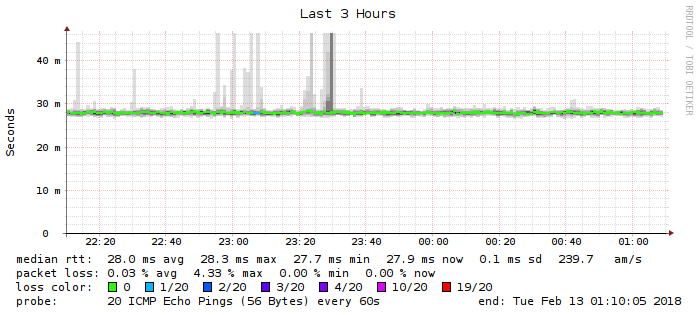 Last 3 Hours
RRDTOOL / TOBI OETIKER
Seconds
40 m
30 m
20 m
10 m
0
22:20 22:40 23:00 23:20 23:40 00:00 00:20 00:40 01:00
median rtt: 28.0 ms avg 28.3 ms max 27.7 ms min 27.9 ms now 0.1 ms sd 239.7 am/s
packet loss: 0.03 % avg 4.33 % max 0.00 % min 0.00 % now
loss color: 0 1/20 2/20 3/20 4/20 10/20 19/20
probe: 20 ICMP Echo Pings (56 Bytes) every 60s end: Tue Feb 13 01:10:05 2018